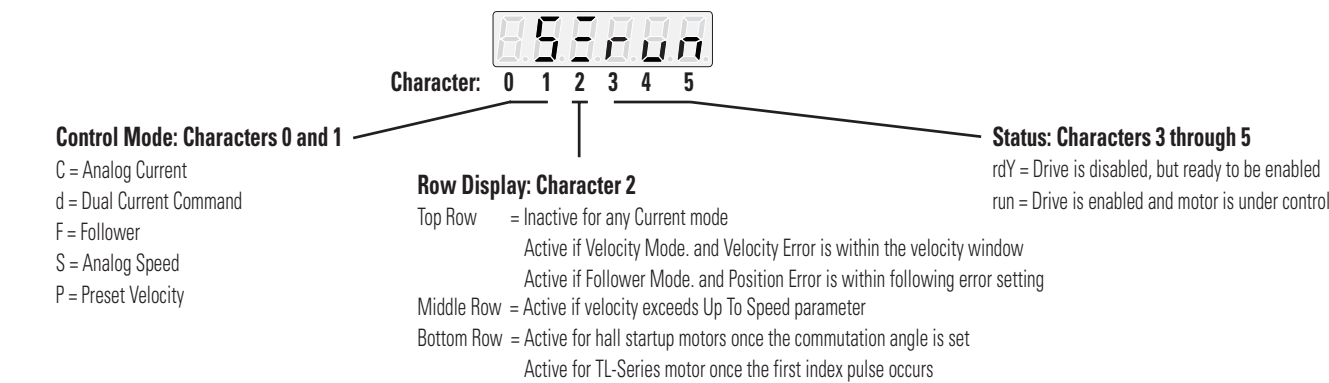 S Ξ r u n
Character: 0 1 2 3 4 5
Control Mode: Characters 0 and 1
C = Analog Current
d = Dual Current Command
F = Follower
S = Analog Speed
P = Preset Velocity
Row Display: Character 2
Top Row = Inactive for any Current mode
Active if Velocity Mode. and Velocity Error is within the velocity window
Active if Follower Mode. and Position Error is within following error setting
Middle Row = Active if velocity exceeds Up To Speed parameter
Bottom Row = Active for hall startup motors once the commutation angle is set
Active for TL-Series motor once the first index pulse occurs
Status: Characters 3 through 5
rdY = Drive is disabled, but ready to be enabled
run = Drive is enabled and motor is under control